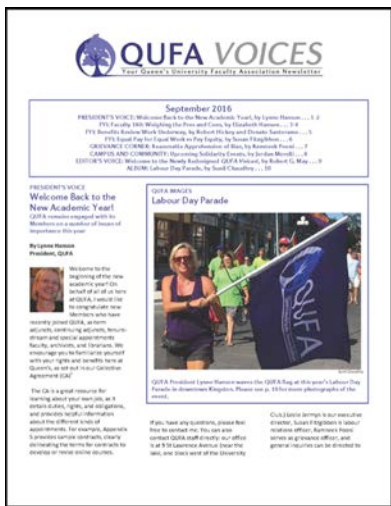 QUFA VOICES
Your Queen's University Faculty Association Newsletter
September 2016
PRESIDENT'S VOICE: Welcome Back to the New Academic Year!, by Lynne Hanson . . . 1-2
FYI: Faculty 180: Weighing the Pros and Cons, by Elizabeth Hanson . . . 3-4
FYI: Benefits Review Work Underway, by Robert Hickey and Donato Santeramo . . . 5
FYI: Equal Pay for Equal Work vs Pay Equity, by Susan Fitzgibbon . . . 6
GRIEVANCE CORNER: Reasonable Apprehension of Bias, by Ramneek Pooni . . . 7
CAMPUS AND COMMUNITY: Upcoming Solidarity Events, by Jordan Morelli . . . 8
EDITOR'S VOICE: Welcome to the Newly Redesigned QUFA Voices!, by Robert G. May . . . 9
ALBUM: Labour Day Parade, by Sunil Chaudhry . . . 10
PRESIDENT'S VOICE
Welcome Back to the
New Academic Year!
QUFA remains engaged with its
Members on a number of issues of
importance this year
By Lynne Hanson
President, QUFA
Welcome to the
beginning of the new
academic year! On
behalf of all of us here
at QUFA, I would like
to congratulate new
Members who have
recently joined QUFA, as term
adjuncts, continuing adjuncts, tenure-
stream and special appointments
faculty, archivists, and librarians. We
encourage you to familiarize yourself
with your rights and benefits here at
Queen's, as set out in our Collective
Agreement (CA)!
The CA is a great resource for
learning about your own job, as it
details duties, rights, and obligations,
and provides helpful information
about the different kinds of
appointments. For example, Appendix
S provides sample contracts, clearly
delineating the terms for contracts to
develop or revise online courses.
QUFA IMAGES
Labour Day Parade
QUFA
Sunil Chaudhry
QUFA President Lynne Hanson waves the QUFA flag at this year's Labour Day
Parade in downtown Kingston. Please see p. 10 for more photographs of the
event.
If you have any questions, please feel
free to contact me. You can also
contact QUFA staff directly: our office
is at 9 St Lawrence Avenue (near the
lake, one block west of the University
Club.) Leslie Jermyn is our executive
director, Susan Fitzgibbon is labour
relations officer, Ramneek Pooni
serves as grievance officer, and
general inquiries can be directed to